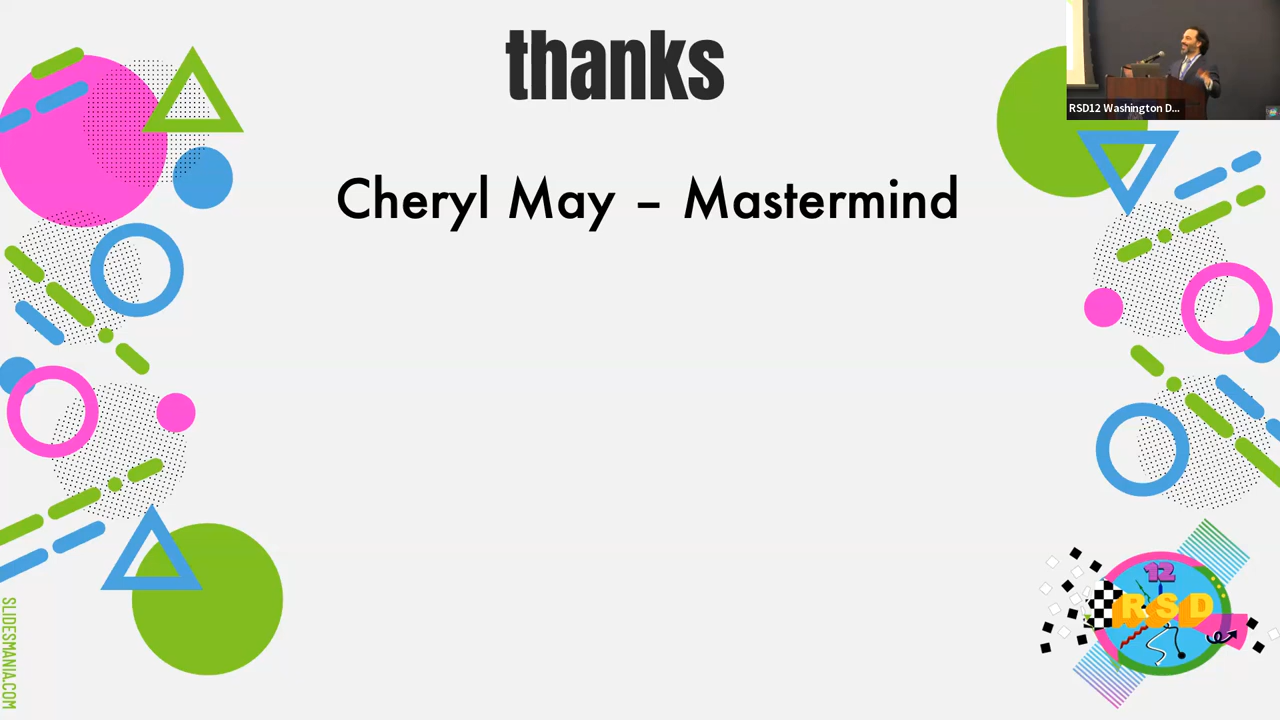 thanks
RSD12 Washington D...
Cheryl May – Mastermind
12
RSD
SLIDESMANIA.COM